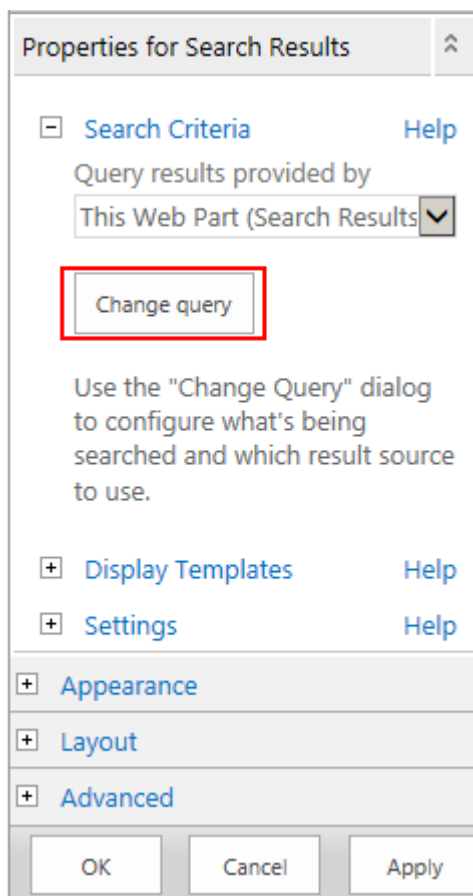 Properties for Search Results
Search Criteria Help
Query results provided by
This Web Part (Search Results
Change query
Use the "Change Query" dialog
to configure what's being
searched and which result source
to use.
Display Templates Help
Settings Help
Appearance
Layout
Advanced
OK Cancel Apply